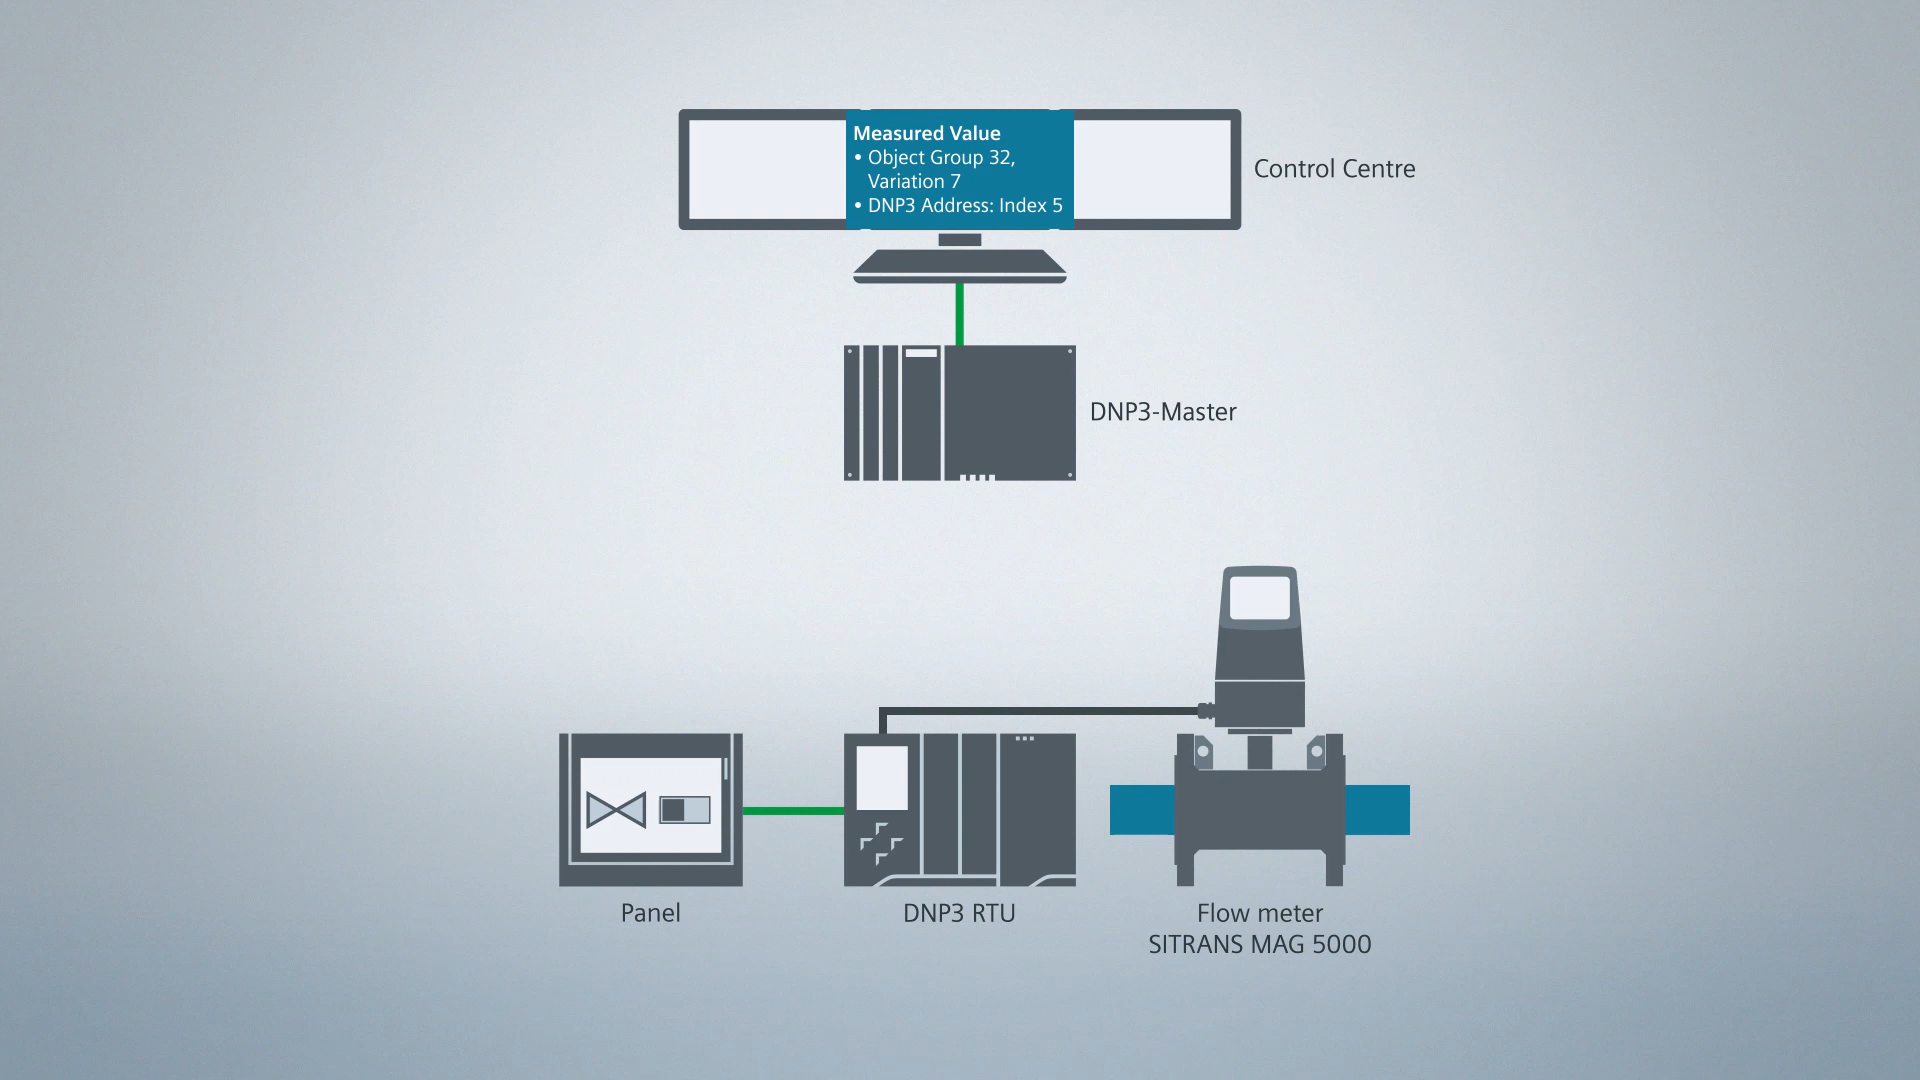 Measured Value
• Object Group 32,
Variation 7
• DNP3 Address: Index 5
Control Centre
DNP3-Master
Panel
DNP3 RTU
Flow meter
SITRANS MAG 5000